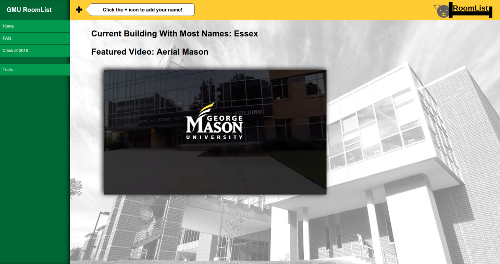 GMU RoomList
Click the + icon to add your name!
RoomList
Home
FAQ
Class of 2018
Tools
Current Building With Most Names: Essex
Featured Video: Aerial Mason
GEORGE
MASON
UNIVERSITY